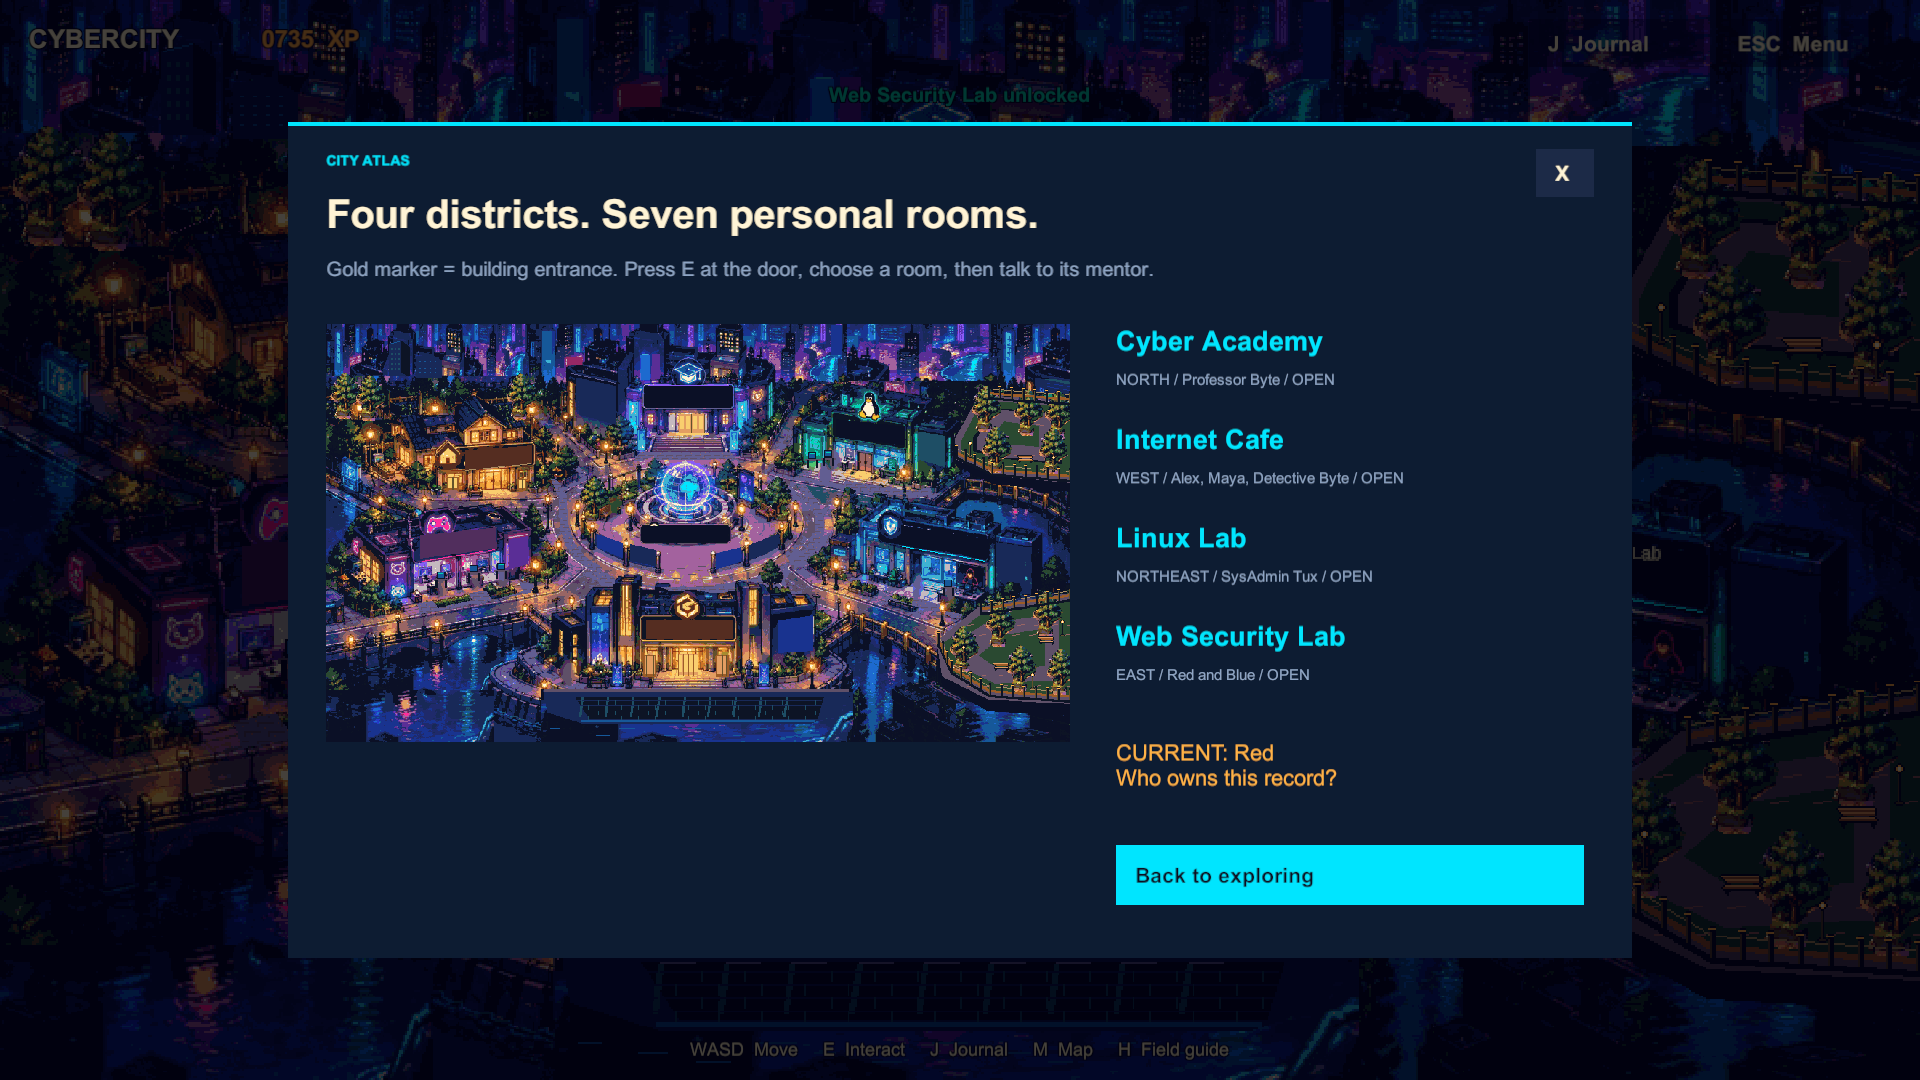 CYBERCITY
0735 XP
J Journal
ESC Menu
Web Security Lab unlocked
CITY ATLAS
X
Four districts. Seven personal rooms.
Gold marker = building entrance. Press E at the door, choose a room, then talk to its mentor.
Cyber Academy
NORTH / Professor Byte / OPEN
Internet Cafe
WEST / Alex, Maya, Detective Byte / OPEN
Linux Lab
NORTHEAST / SysAdmin Tux / OPEN
Lab
Web Security Lab
EAST / Red and Blue / OPEN
CURRENT: Red
Who owns this record?
Back to exploring
WASD Move E Interact J Journal M Map H Field guide